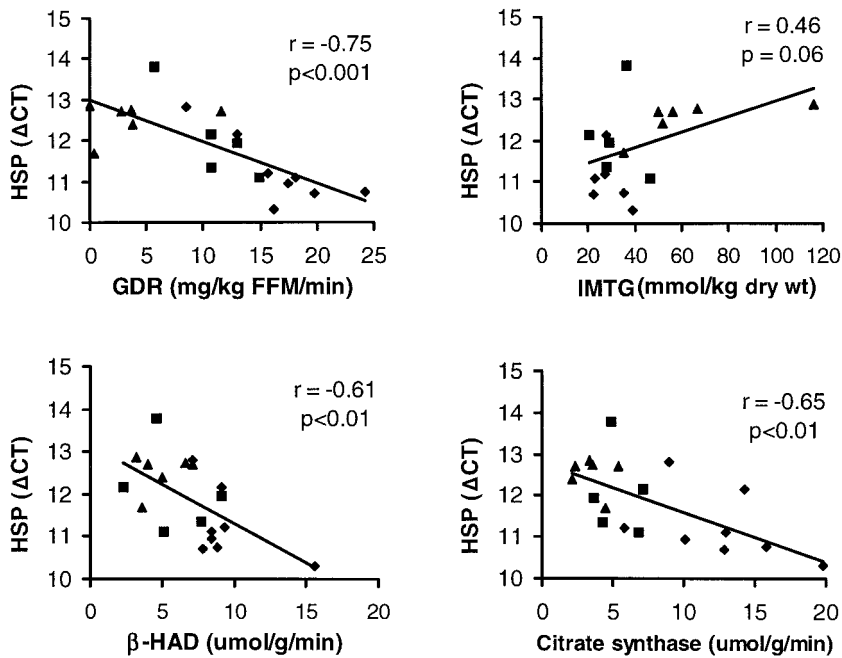 15
14
13
12
11
10
HSP (ΔCT)
r = -0.75
p<0.001
0 5 10 15 20 25
GDR (mg/kg FFM/min)
15
14
13
12
11
10
HSP (ΔCT)
r = 0.46
p = 0.06
0 20 40 60 80 100 120
IMTG (mmol/kg dry wt)
15
14
13
12
11
10
HSP (ΔCT)
r = -0.61
p<0.01
0 5 10 15 20
β-HAD (umol/g/min)
15
14
13
12
11
10
HSP (ΔCT)
r = -0.65
p<0.01
0 5 10 15 20
Citrate synthase (umol/g/min)